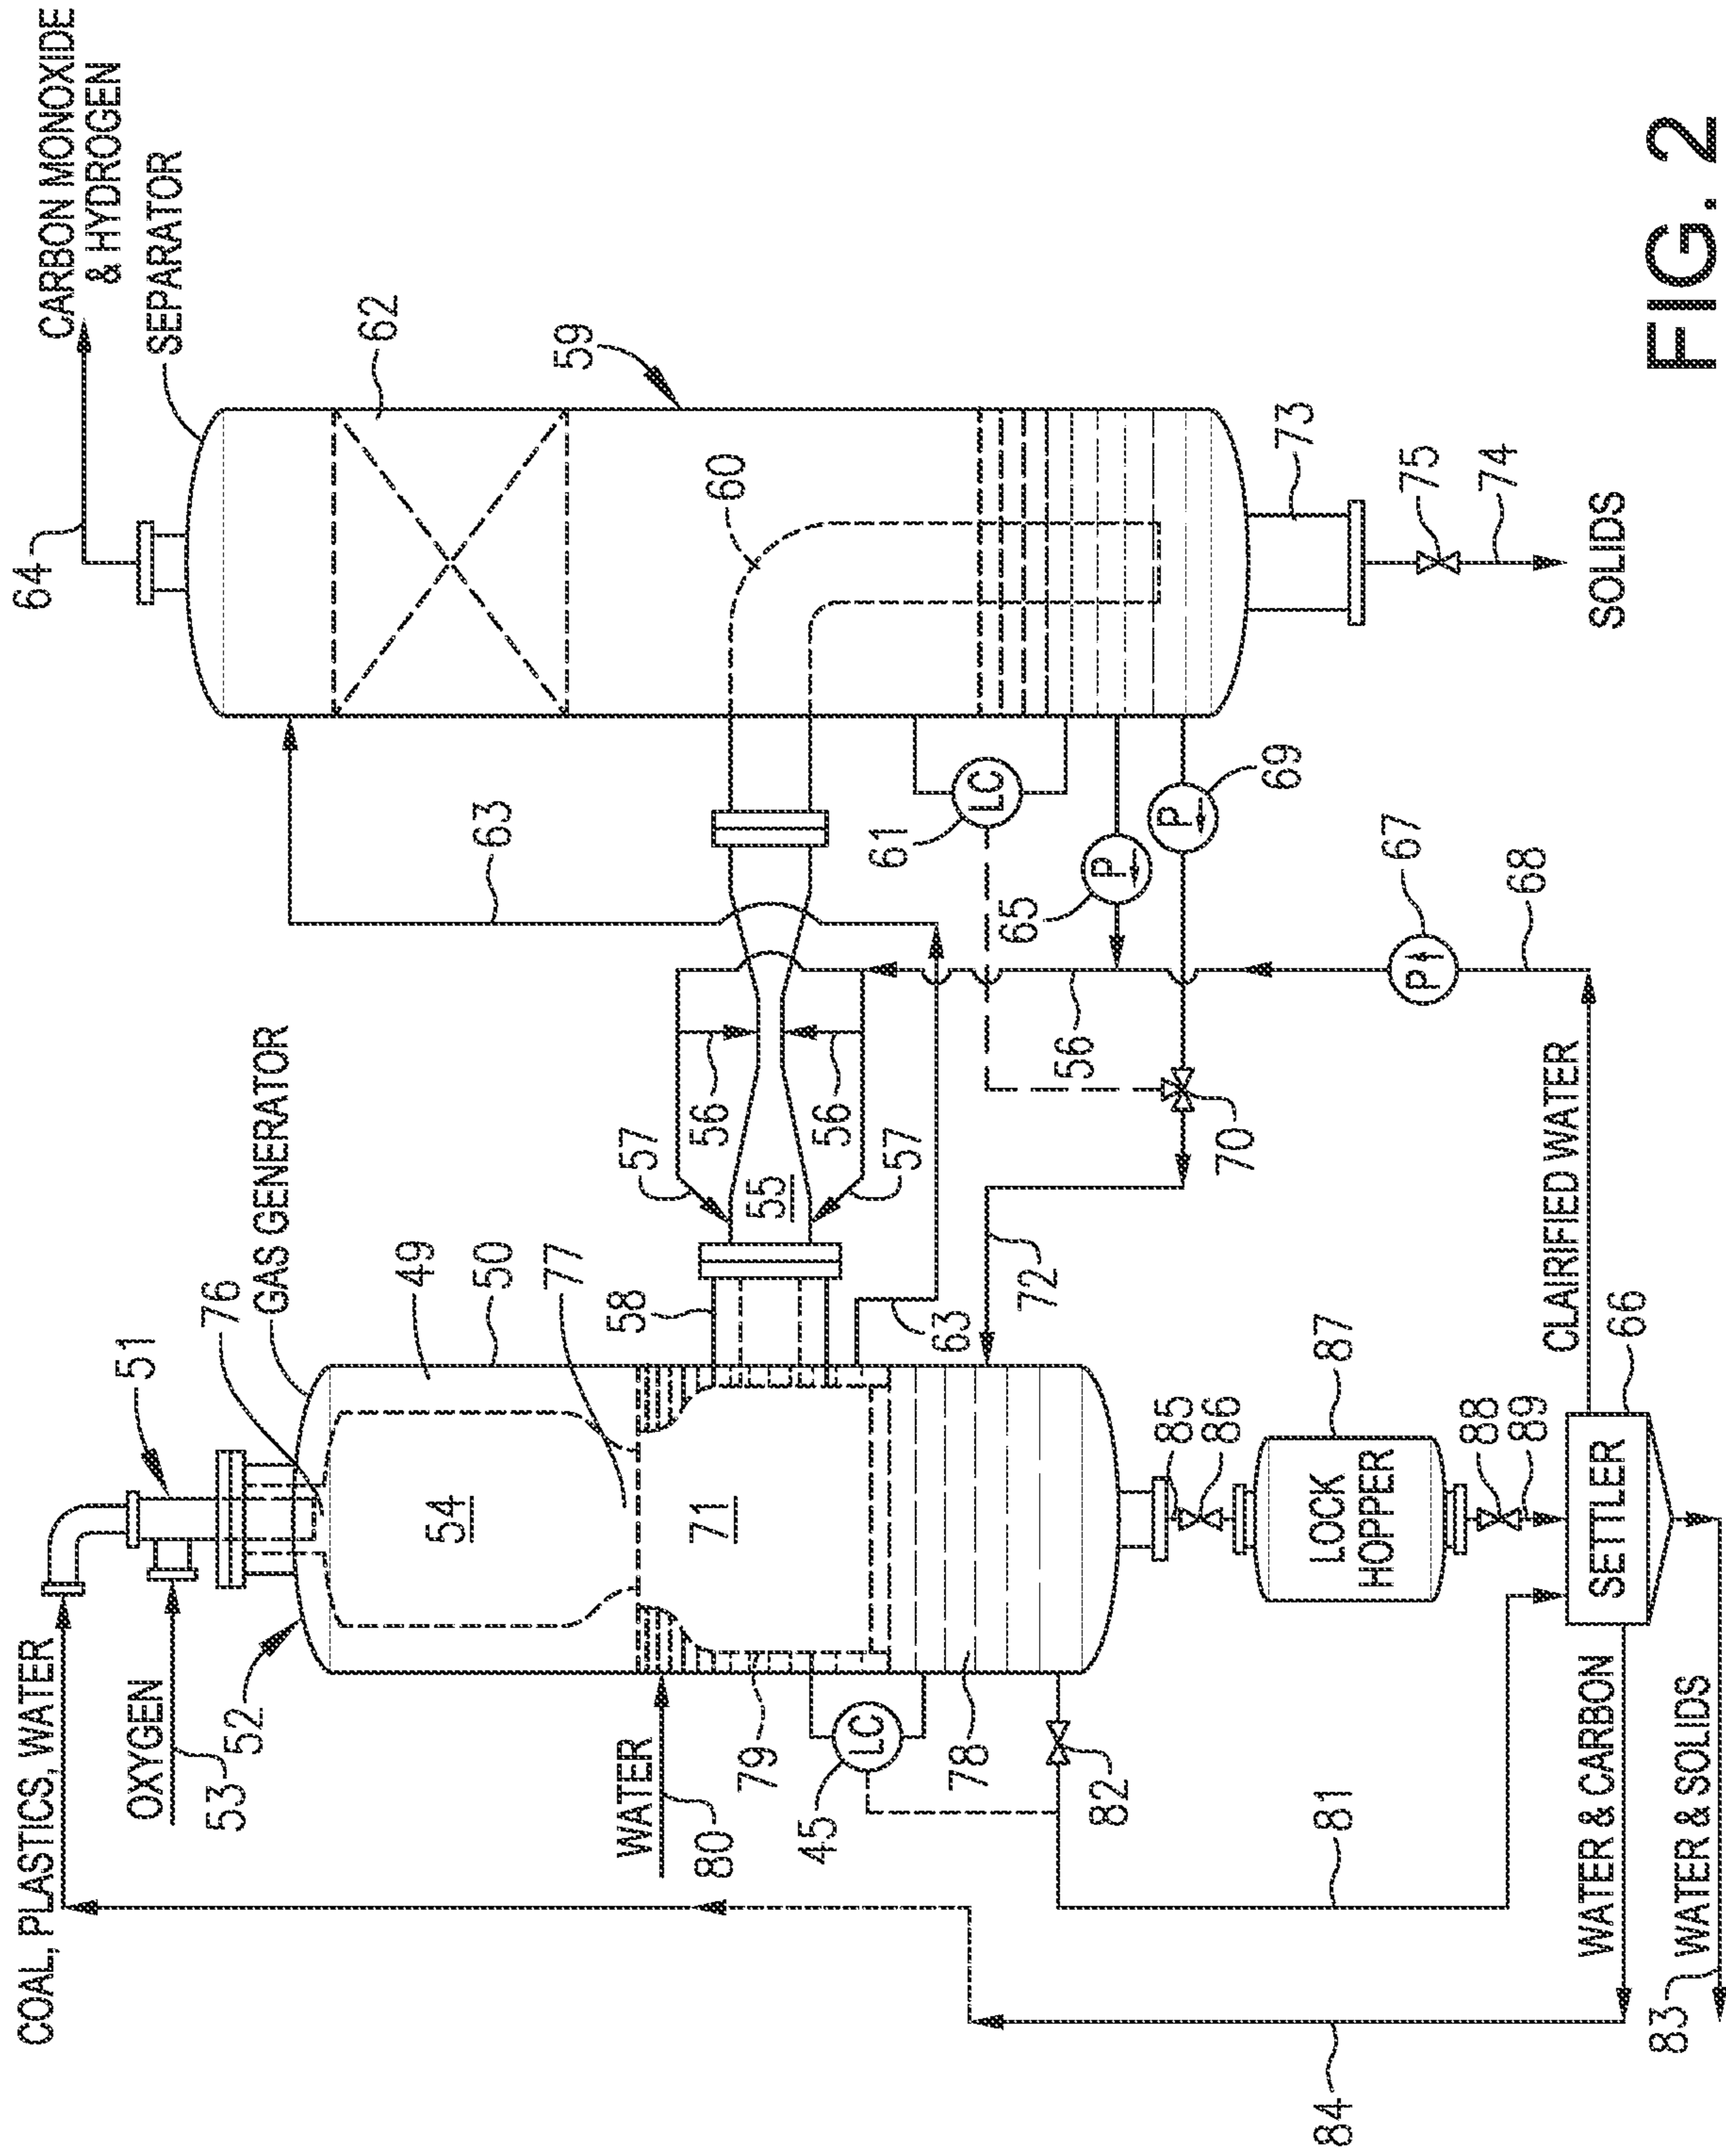 COAL, PLASTICS, WATER
64
CARBON MONOXIDE
& HYDROGEN
51
OXYGEN
SEPARATOR
53
76
52
GAS GENERATOR
62
49
54
50
63
77
59
58
WATER
57
80
71
56
60
79
55
45
56
LC
57
61
63
78
LC
65
72
56
82
P
85
P
86
70
69
73
84
LOCK
87
81
HOPPER
67
P
75
88
74
89
68
CLAIRIFIED WATER
WATER & CARBON
SETTLER
66
SOLIDS
83
WATER & SOLIDS
FIG. 2